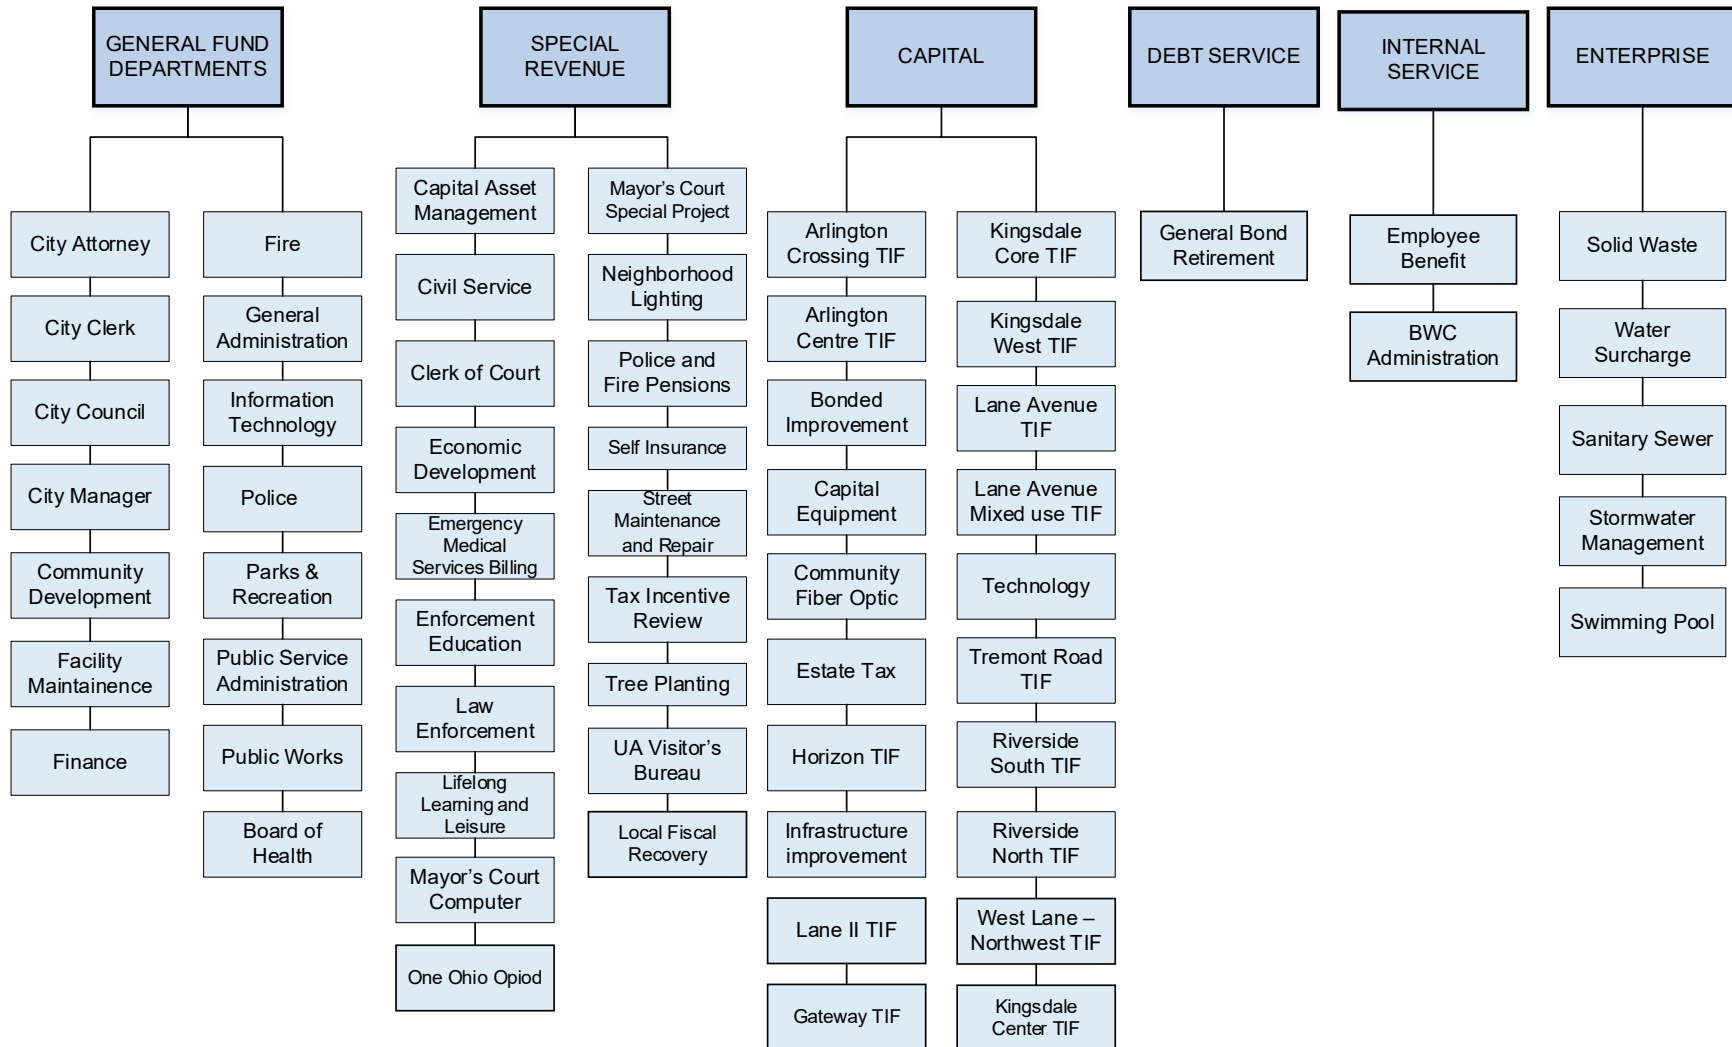 GENERAL FUND
DEPARTMENTS
City Attorney
City Clerk
City Council
City Manager
Community
Development
Facility
Maintainence
Finance
Fire
General
Administration
Information
Technology
Police
Parks &
Recreation
Public Service
Administration
Public Works
Board of
Health
SPECIAL
REVENUE
Capital Asset
Management
Civil Service
Clerk of Court
Economic
Development
Emergency
Medical
Services Billing
Enforcement
Education
Law
Enforcement
Lifelong
Learning and
Leisure
Mayor's Court
Computer
One Ohio Opiod
Mayor's Court
Special Project
Neighborhood
Lighting
Police and
Fire Pensions
Self Insurance
Street
Maintenance
and Repair
Tax Incentive
Review
Tree Planting
UA Visitor's
Bureau
Local Fiscal
Recovery
CAPITAL
Arlington
Crossing TIF
Arlington
Centre TIF
Bonded
Improvement
Capital
Equipment
Community
Fiber Optic
Estate Tax
Horizon TIF
Infrastructure
improvement
Lane II TIF
Gateway TIF
Kingsdale
Core TIF
Kingsdale
West TIF
Lane Avenue
TIF
Lane Avenue
Mixed use TIF
Technology
Tremont Road
TIF
Riverside
South TIF
Riverside
North TIF
West Lane –
Northwest TIF
Kingsdale
Center TIF
DEBT SERVICE
General Bond
Retirement
INTERNAL
SERVICE
Employee
Benefit
BWC
Administration
ENTERPRISE
Solid Waste
Water
Surcharge
Sanitary Sewer
Stormwater
Management
Swimming Pool